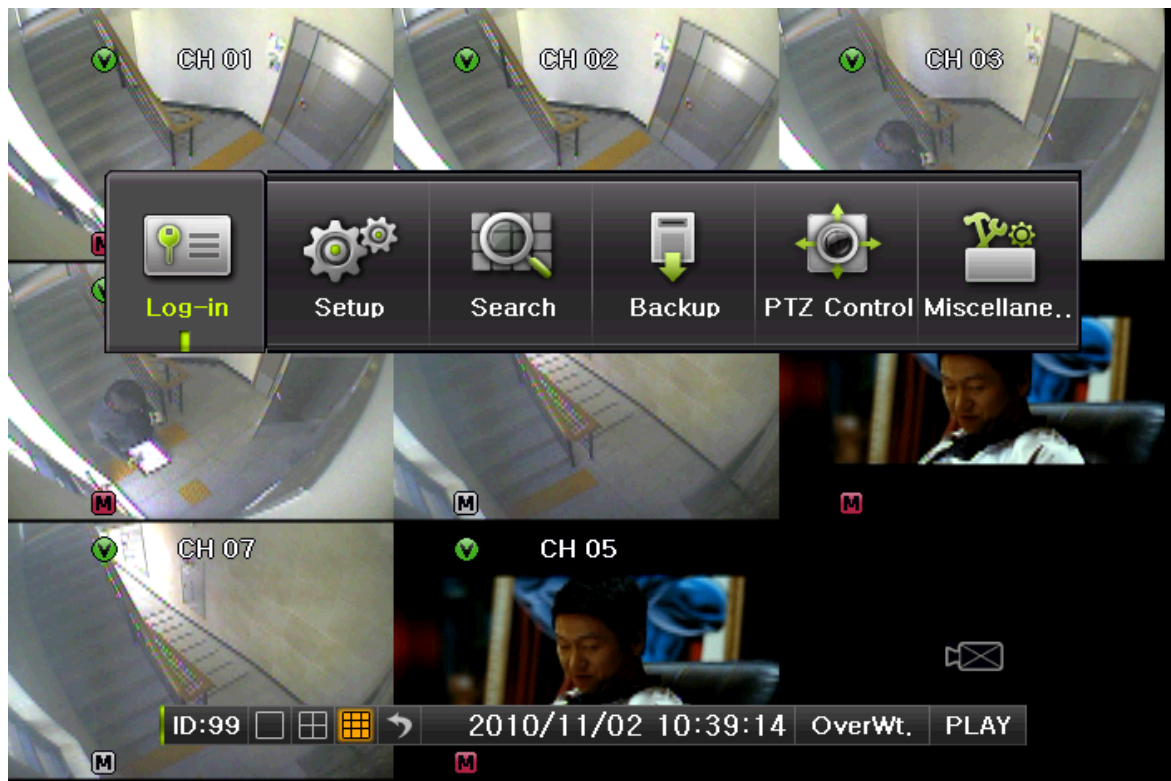 CH 01
CH 02
CH 03
M
Log-in
Setup
Search
Backup
PTZ Control
Miscellane..
M
M
M
CH 07
CH 05
ID:99
2010/11/02 10:39:14
OverWt.
PLAY
M
M